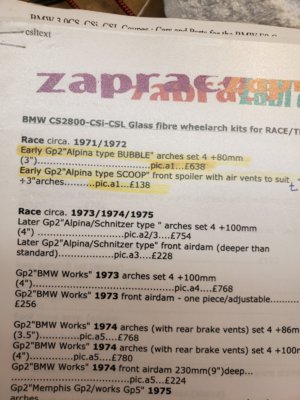 BMW 3.0CS, CSi, CSL Coupes : Cars and Parts for the BMW E9 C
csltext
zapra
BMW CS2800-CSi-CSL Glass fibre wheelarch kits for RACE/T
Race circa. 1971/1972
Early Gp2"Alpina type BUBBLE" arches set 4 +80mm
(3")..............................pic.a1...£638
Early Gp2"Alpina type SCOOP" front spoiler with air vents to suit
+3"arches..........pic.a1...£138
Race circa. 1973/1974/1975
Later Gp2"Alpina/Schnitzer type " arches set 4 +100mm
(4") .........................pic.a2/3....£754
Later Gp2"Alpina/Schnitzer type" front airdam (deeper than
standard)......................pic.a3....£228
Gp2"BMW Works" 1973 arches set 4 +100mm
(4")...................................pic.a4....£768
Gp2"BMW Works" 1973 front airdam - one piece/adjustable...........
£256
Gp2"BMW Works" 1974 arches (with rear brake vents) set 4 +86m
(3.5")..............pic.a5....£768
Gp2"BMW Works" 1974 arches (with rear brake vents) set 4 +100m
(4")..................pic.a5....£780
Gp2"BMW Works" 1974 front airdam 230mm(9")deep...
...............................pic.a5....£224
Gp2"Memphis Gp2/works Gp5" 1975
arches